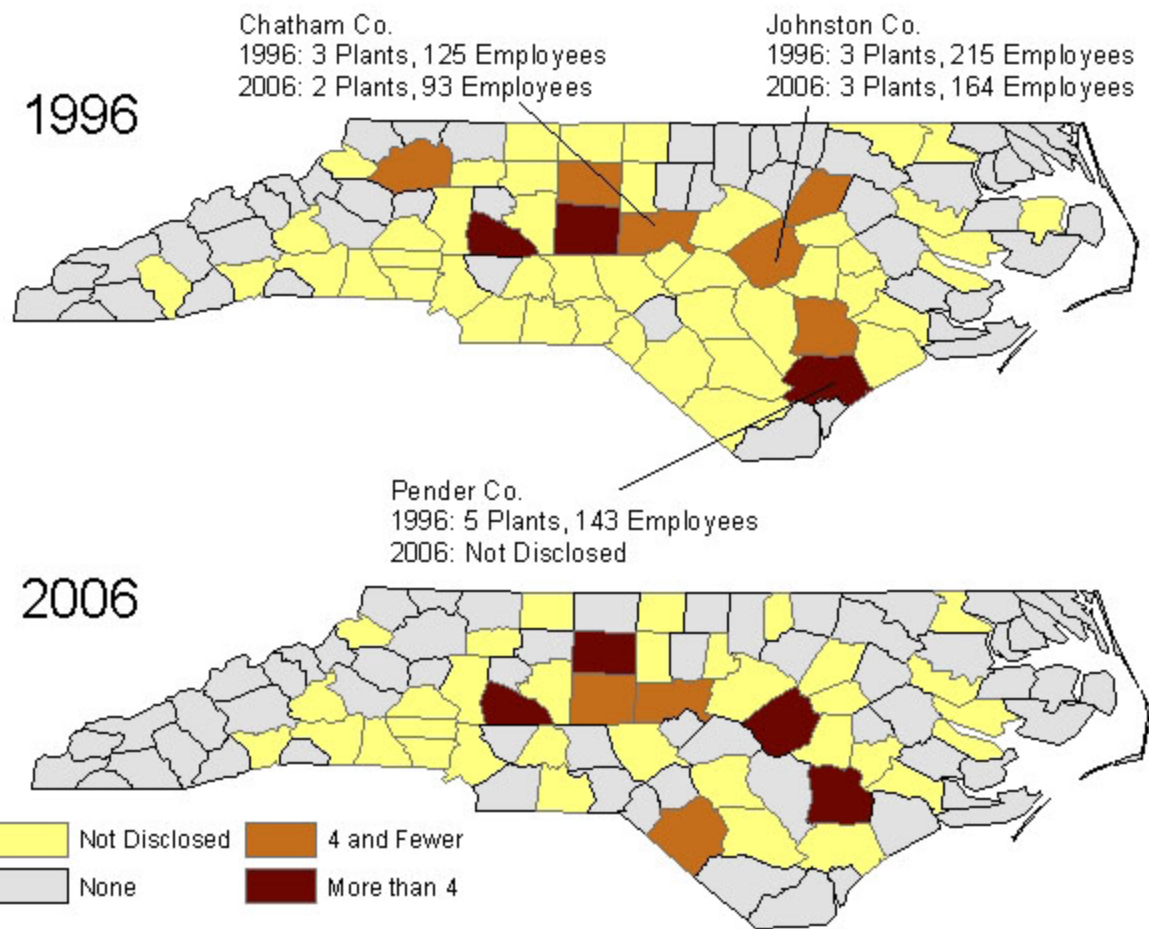 Chatham Co.
1996: 3 Plants, 125 Employees
2006: 2 Plants, 93 Employees
Johnston Co.
1996: 3 Plants, 215 Employees
2006: 3 Plants, 164 Employees
1996
Pender Co.
1996: 5 Plants, 143 Employees
2006: Not Disclosed
2006
Not Disclosed
4 and Fewer
None
More than 4